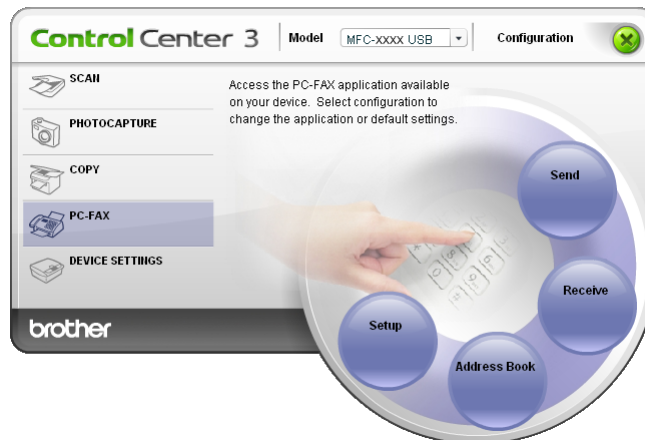 Control Center 3
Model
MFC-XXXX USB
Configuration
SCAN
PHOTOCAPTURE
COPY
PC-FAX
DEVICE SETTINGS
Access the PC-FAX application available
on your device. Select configuration to
change the application or default settings.
Send
Receive
Address Book
Setup
brother